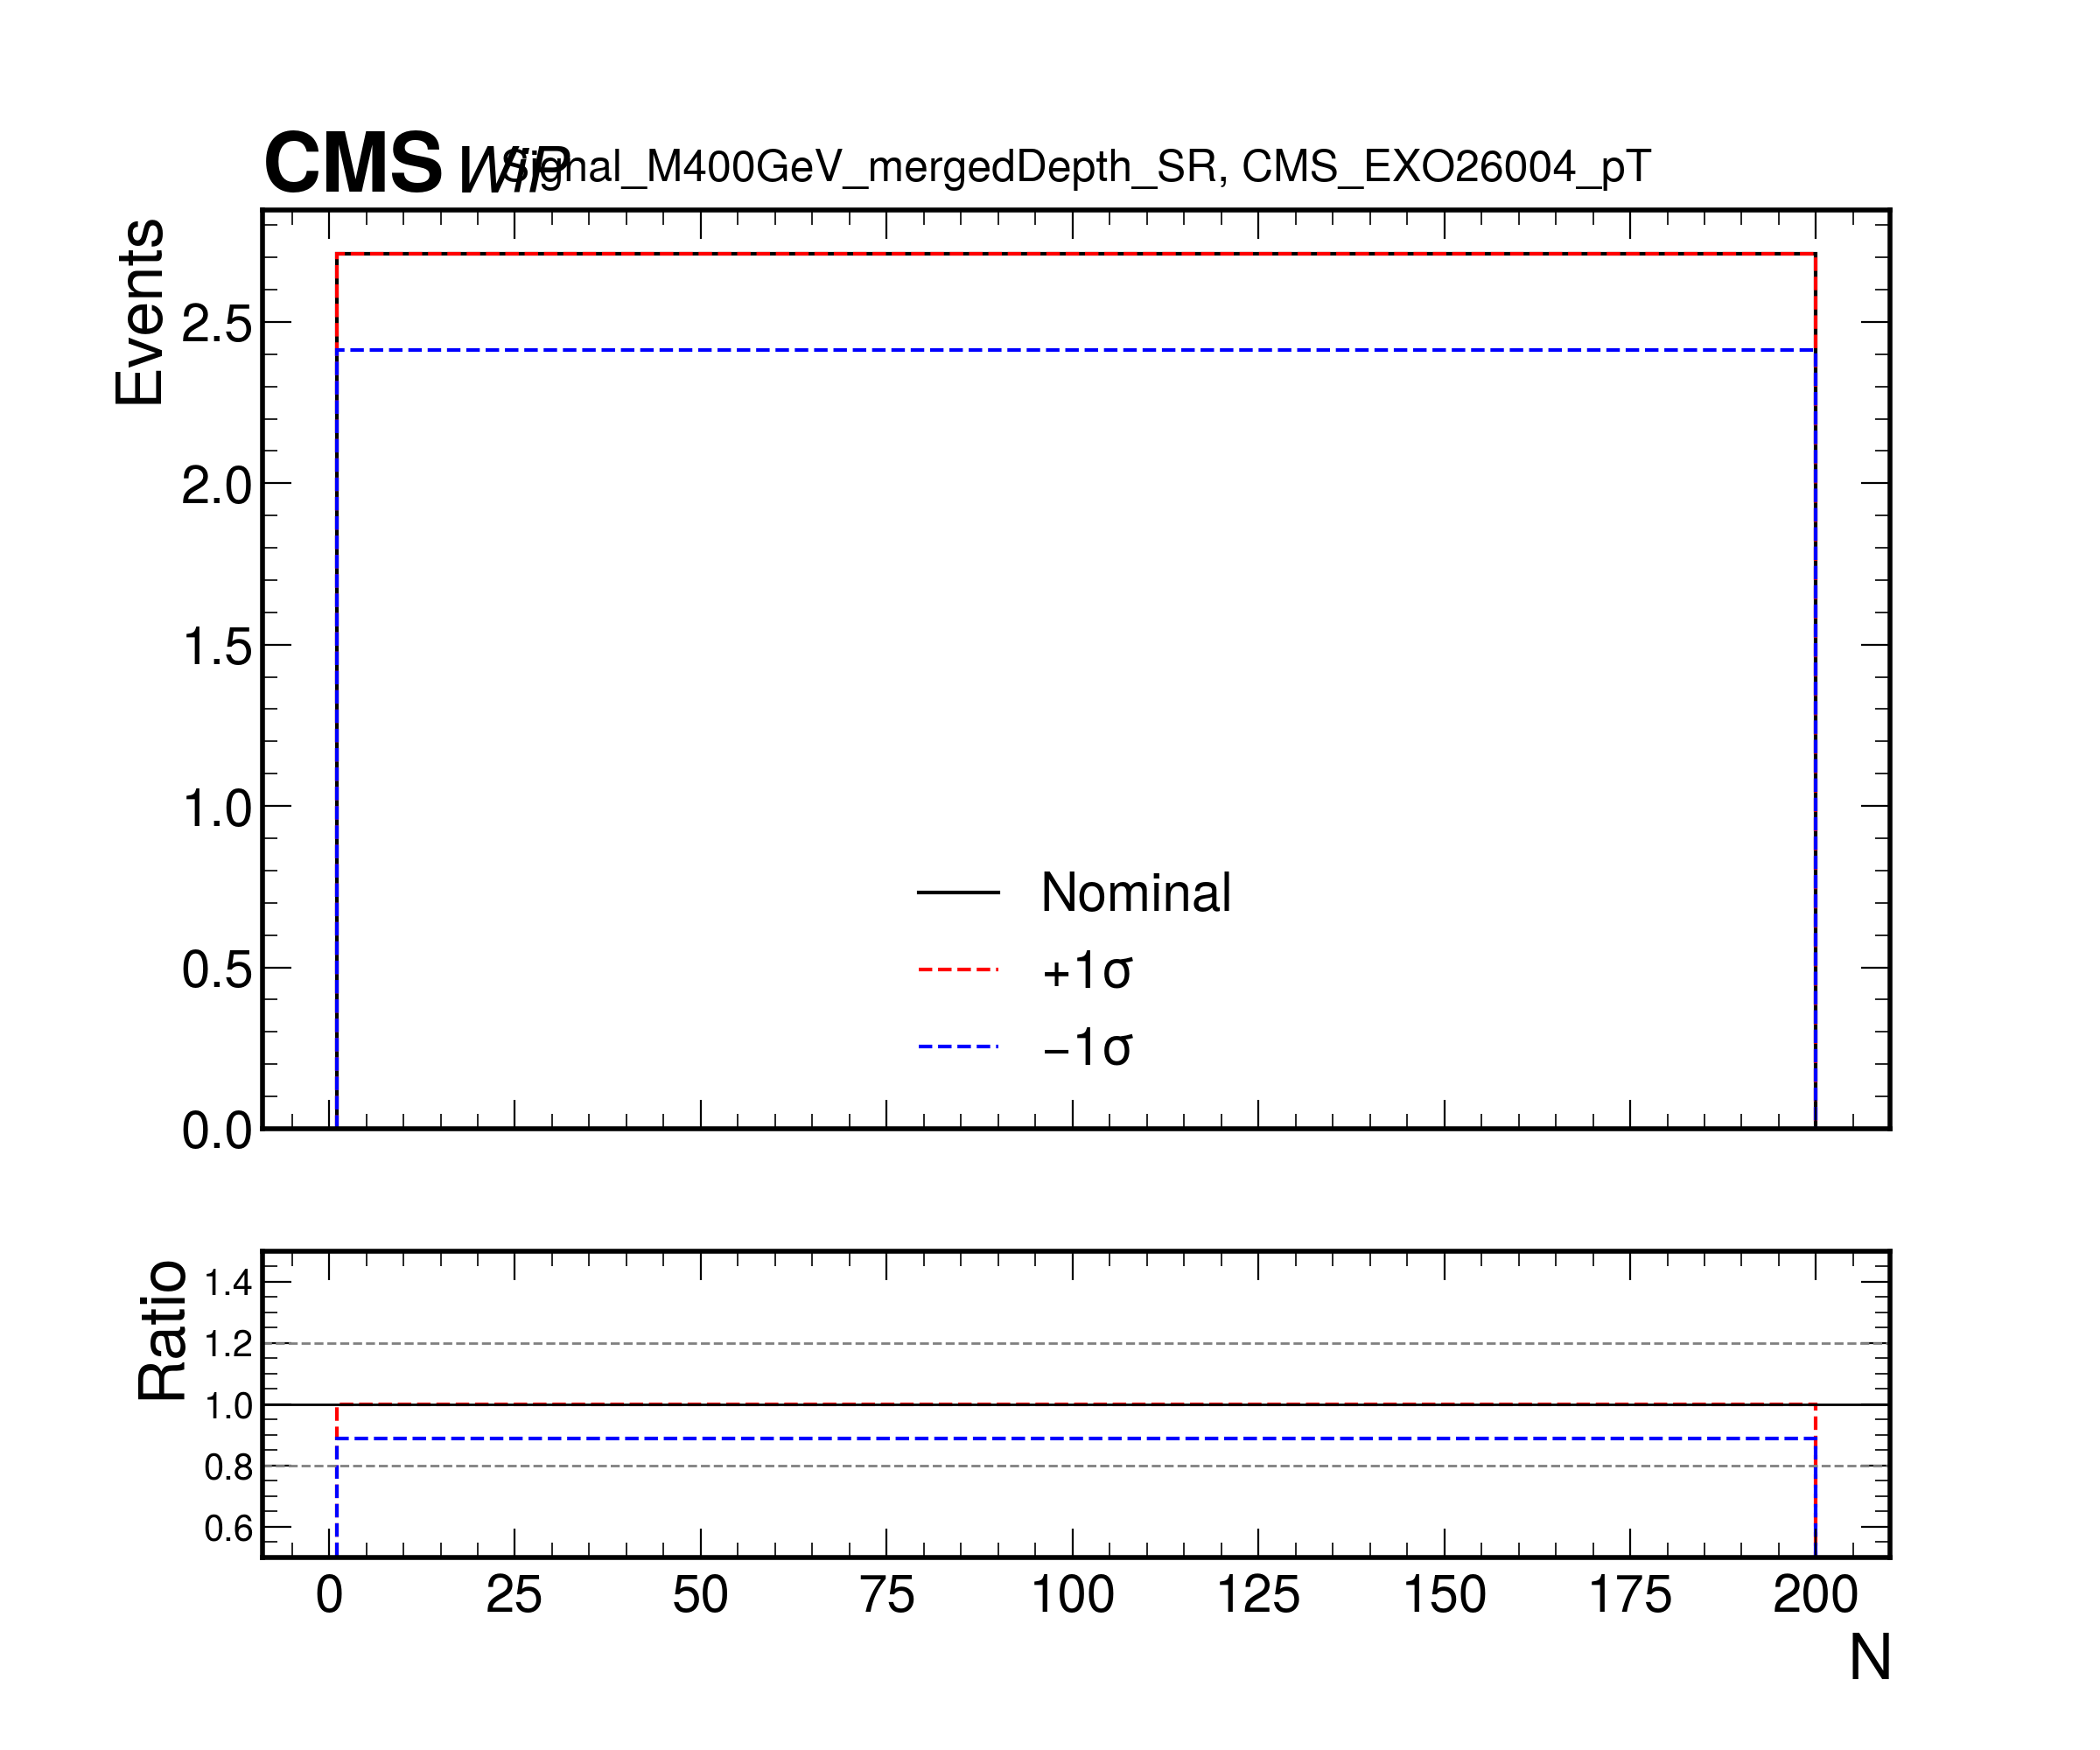 CMS WiP Signal_M400GeV_mergedDepth_SR, CMS_EXO26004_pT
Events
2.5
2.0
1.5
1.0
0.5
0.0
Nominal
+1σ
−1σ
Ratio
1.4
1.2
1.0
0.8
0.6
0 25 50 75 100 125 150 175 200
N